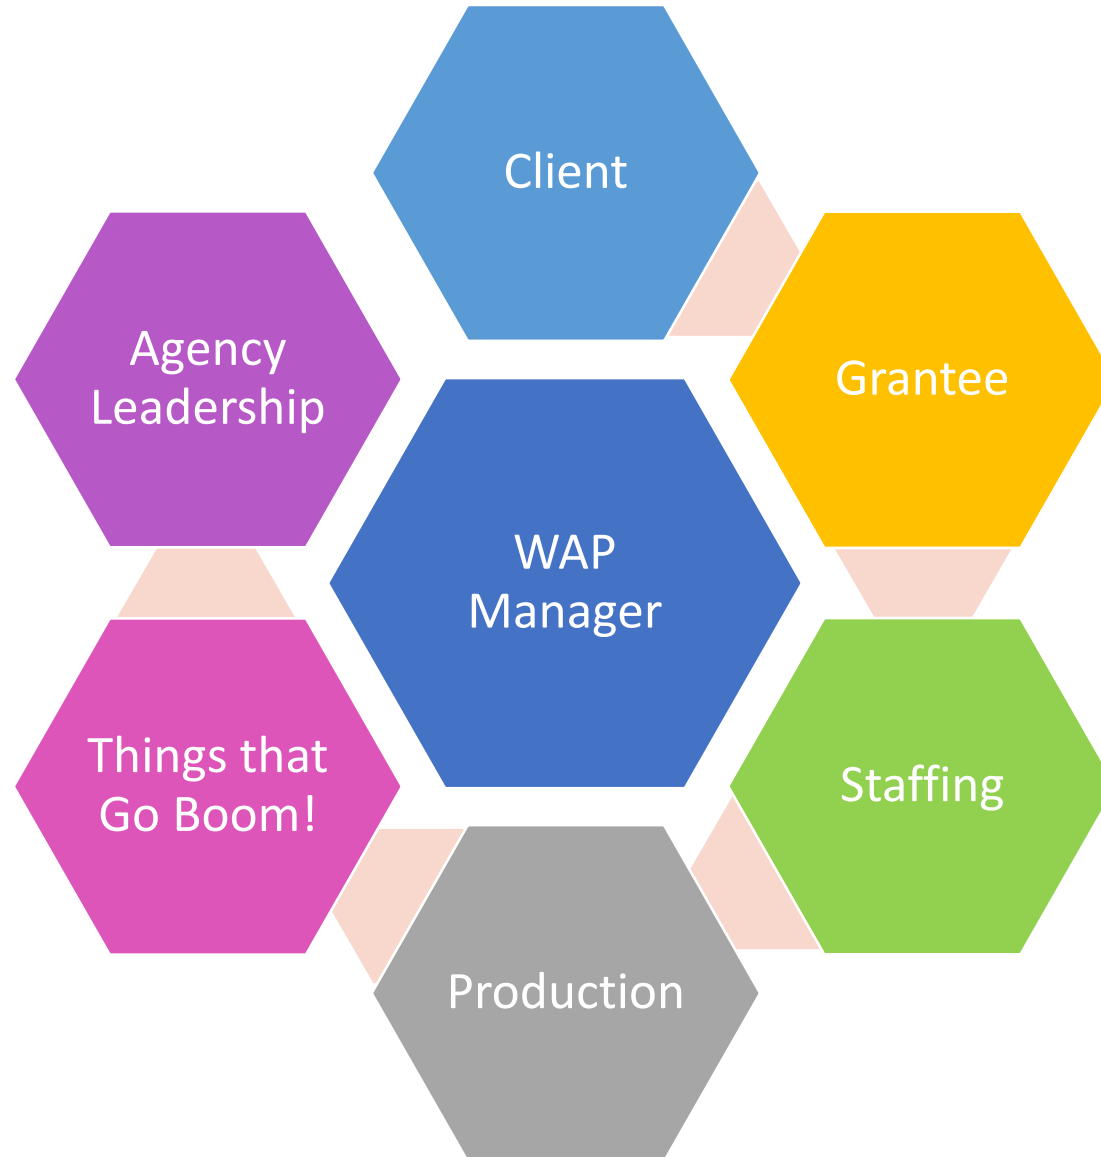 Client
Agency
Leadership
Grantee
WAP
Manager
Things that
Go Boom!
Staffing
Production